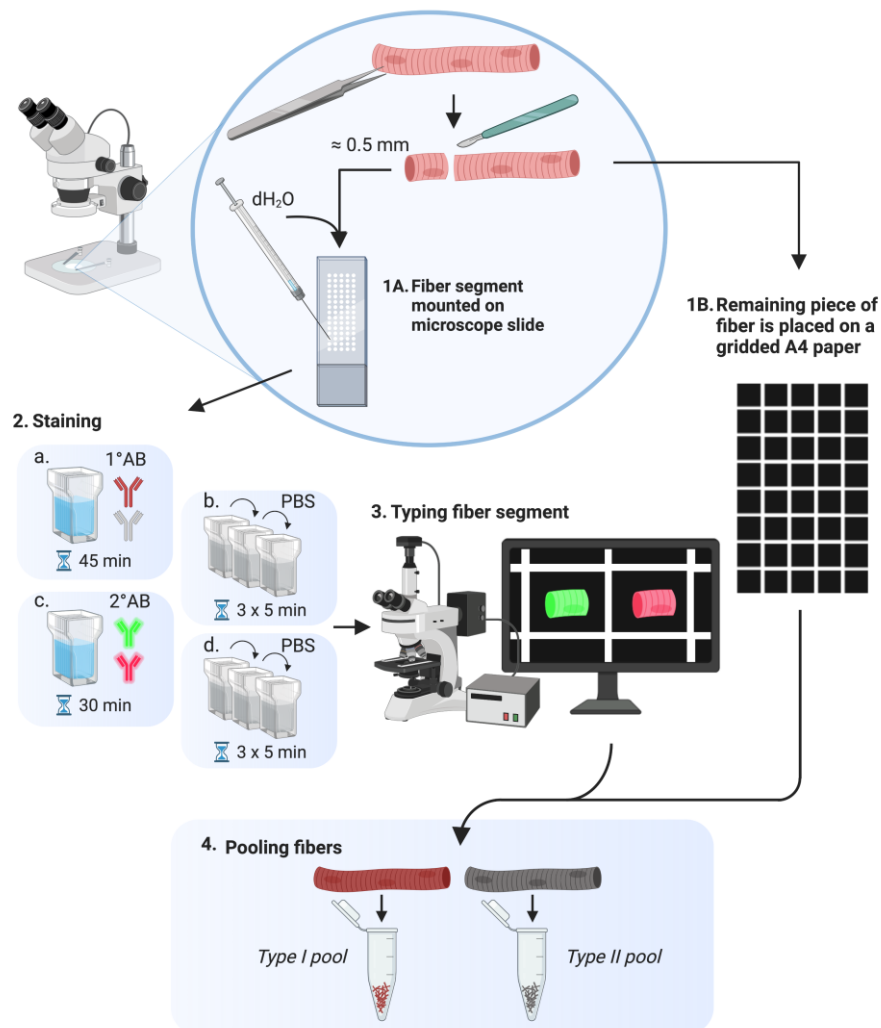 ≈ 0.5 mm
dH₂O
1A. Fiber segment
mounted on
microscope slide
1B. Remaining piece of
fiber is placed on a
gridded A4 paper
2. Staining
a.
1°AB
45 min
b.
PBS
3 x 5 min
c.
2°AB
30 min
d.
PBS
3 x 5 min
3. Typing fiber segment
4. Pooling fibers
Type I pool
Type II pool